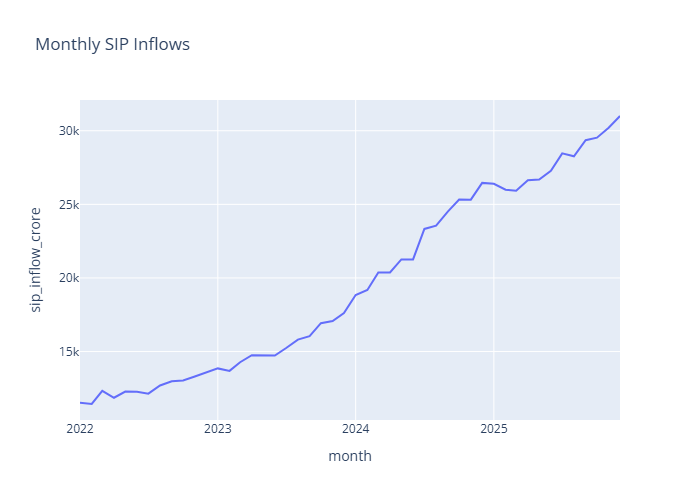 Monthly SIP Inflows
30k
25k
20k
15k
sip_inflow_crore
2022
2023
2024
2025
month